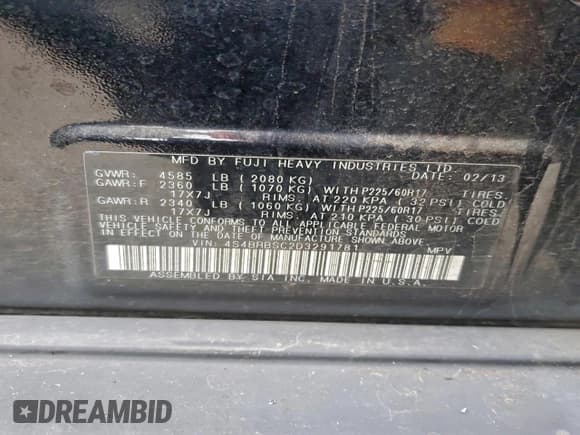 MFD BY FUJI HEAVY INDUSTRIES LTD.
GVWR: 4585 LB (2080 KG) DATE: 02/13
GAWR:F 2360 LB (1070 KG) WITH P225/60R17 TIRES
17X7J RIMS, AT 220 KPA (32 PSI) COLD
GAWR:R 2340 LB (1060 KG) WITH P225/60R17 TIRES
17X7J RIMS, AT 210 KPA (30 PSI) COLD
THIS VEHICLE CONFORMS TO ALL APPLICABLE FEDERAL MOTOR
VEHICLE SAFETY AND THEFT PREVENTION STANDARDS
IN EFFECT ON THE DATE OF MANUFACTURE SHOWN ABOVE.
VIN: 4S4BRBSC2D3291781 MPV
ASSEMBLED BY SIA INC. MADE IN U.S.A.
DREAMBID